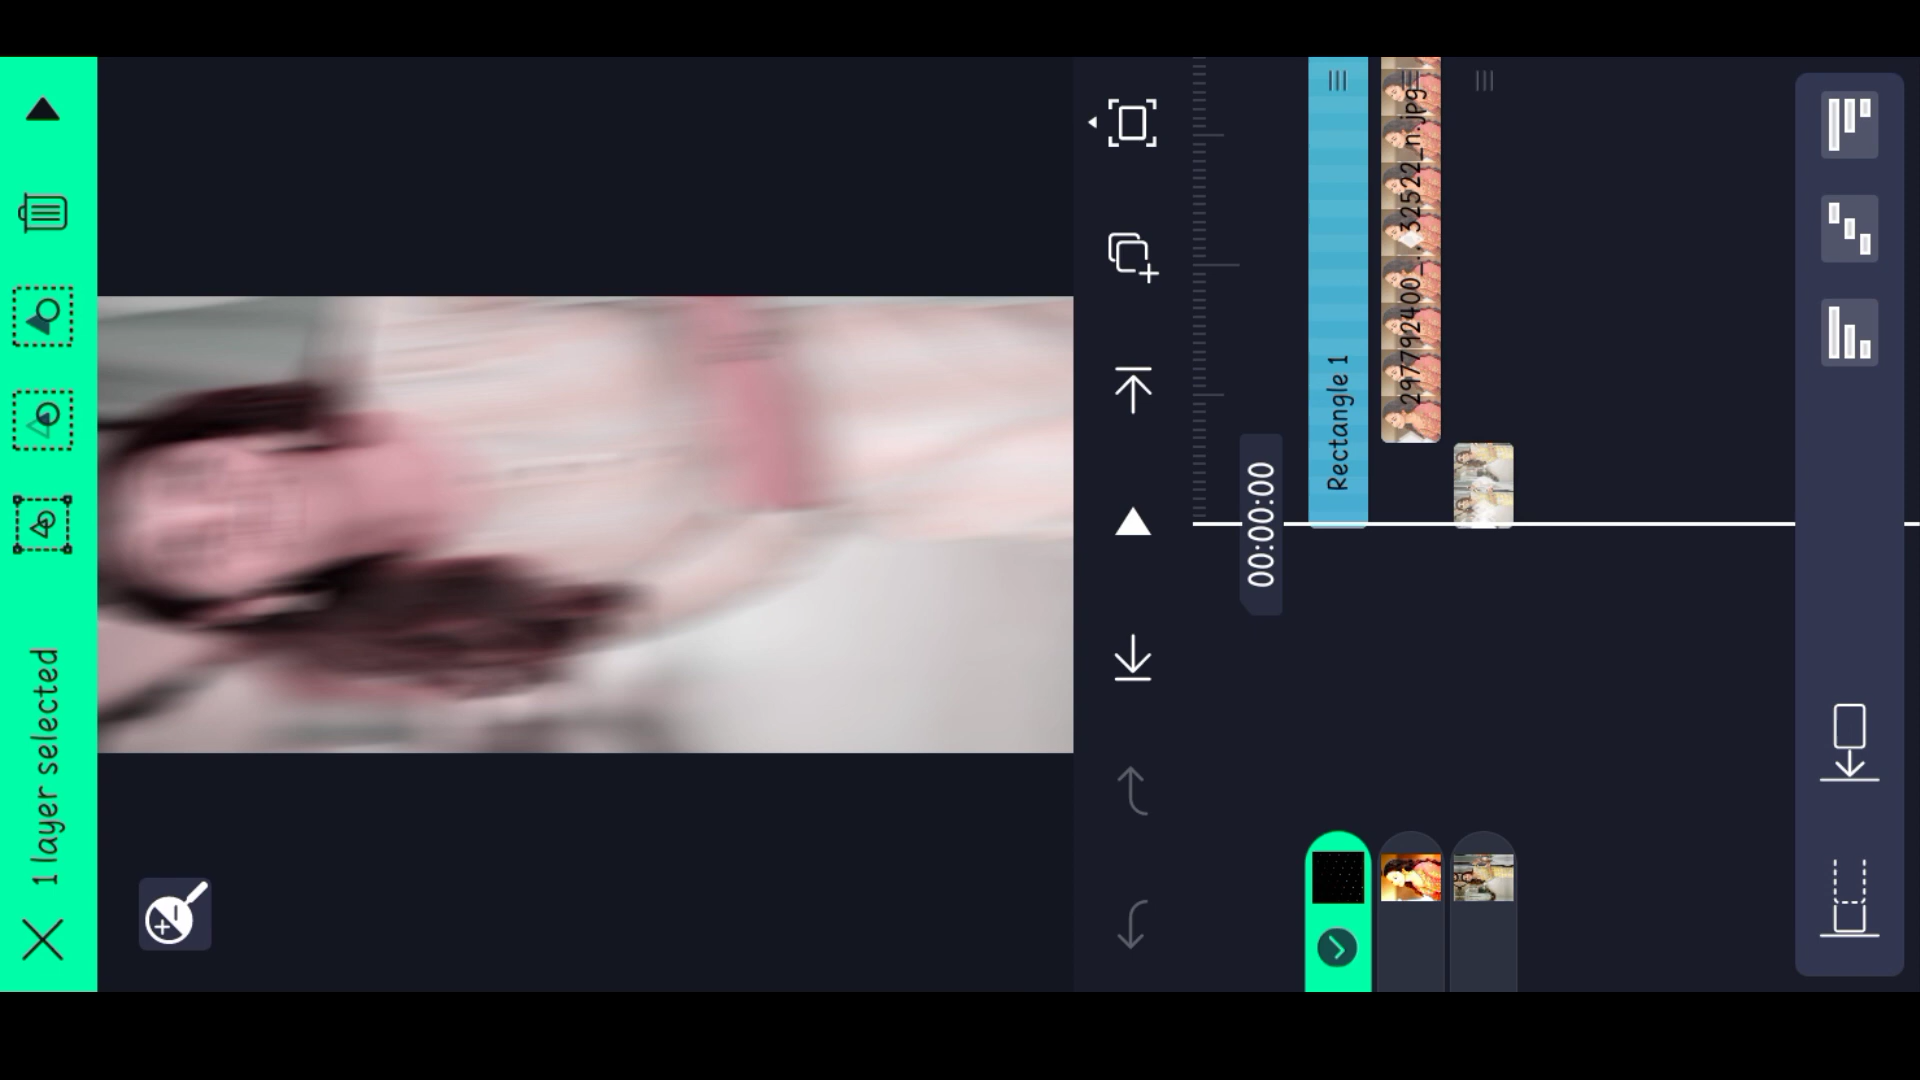 1 layer selected
00:00:00
Rectangle 1
297792400_...32522_n.jpg